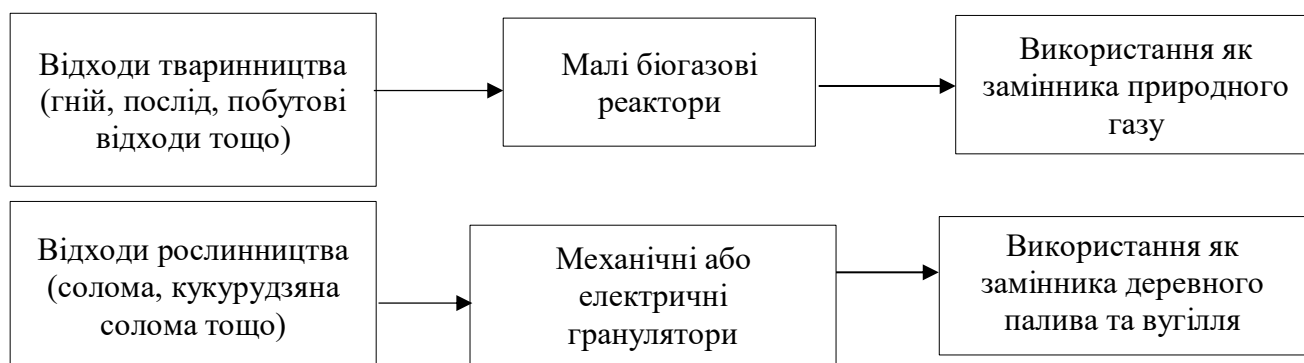 Відходи тваринництва
(гній, послід, побутові
відходи тощо)
Малі біогазові
реактори
Використання як
замінника природного
газу
Відходи рослинництва
(солома, кукурудзяна
солома тощо)
Механічні або
електричні
гранулятори
Використання як
замінника деревного
палива та вугілля